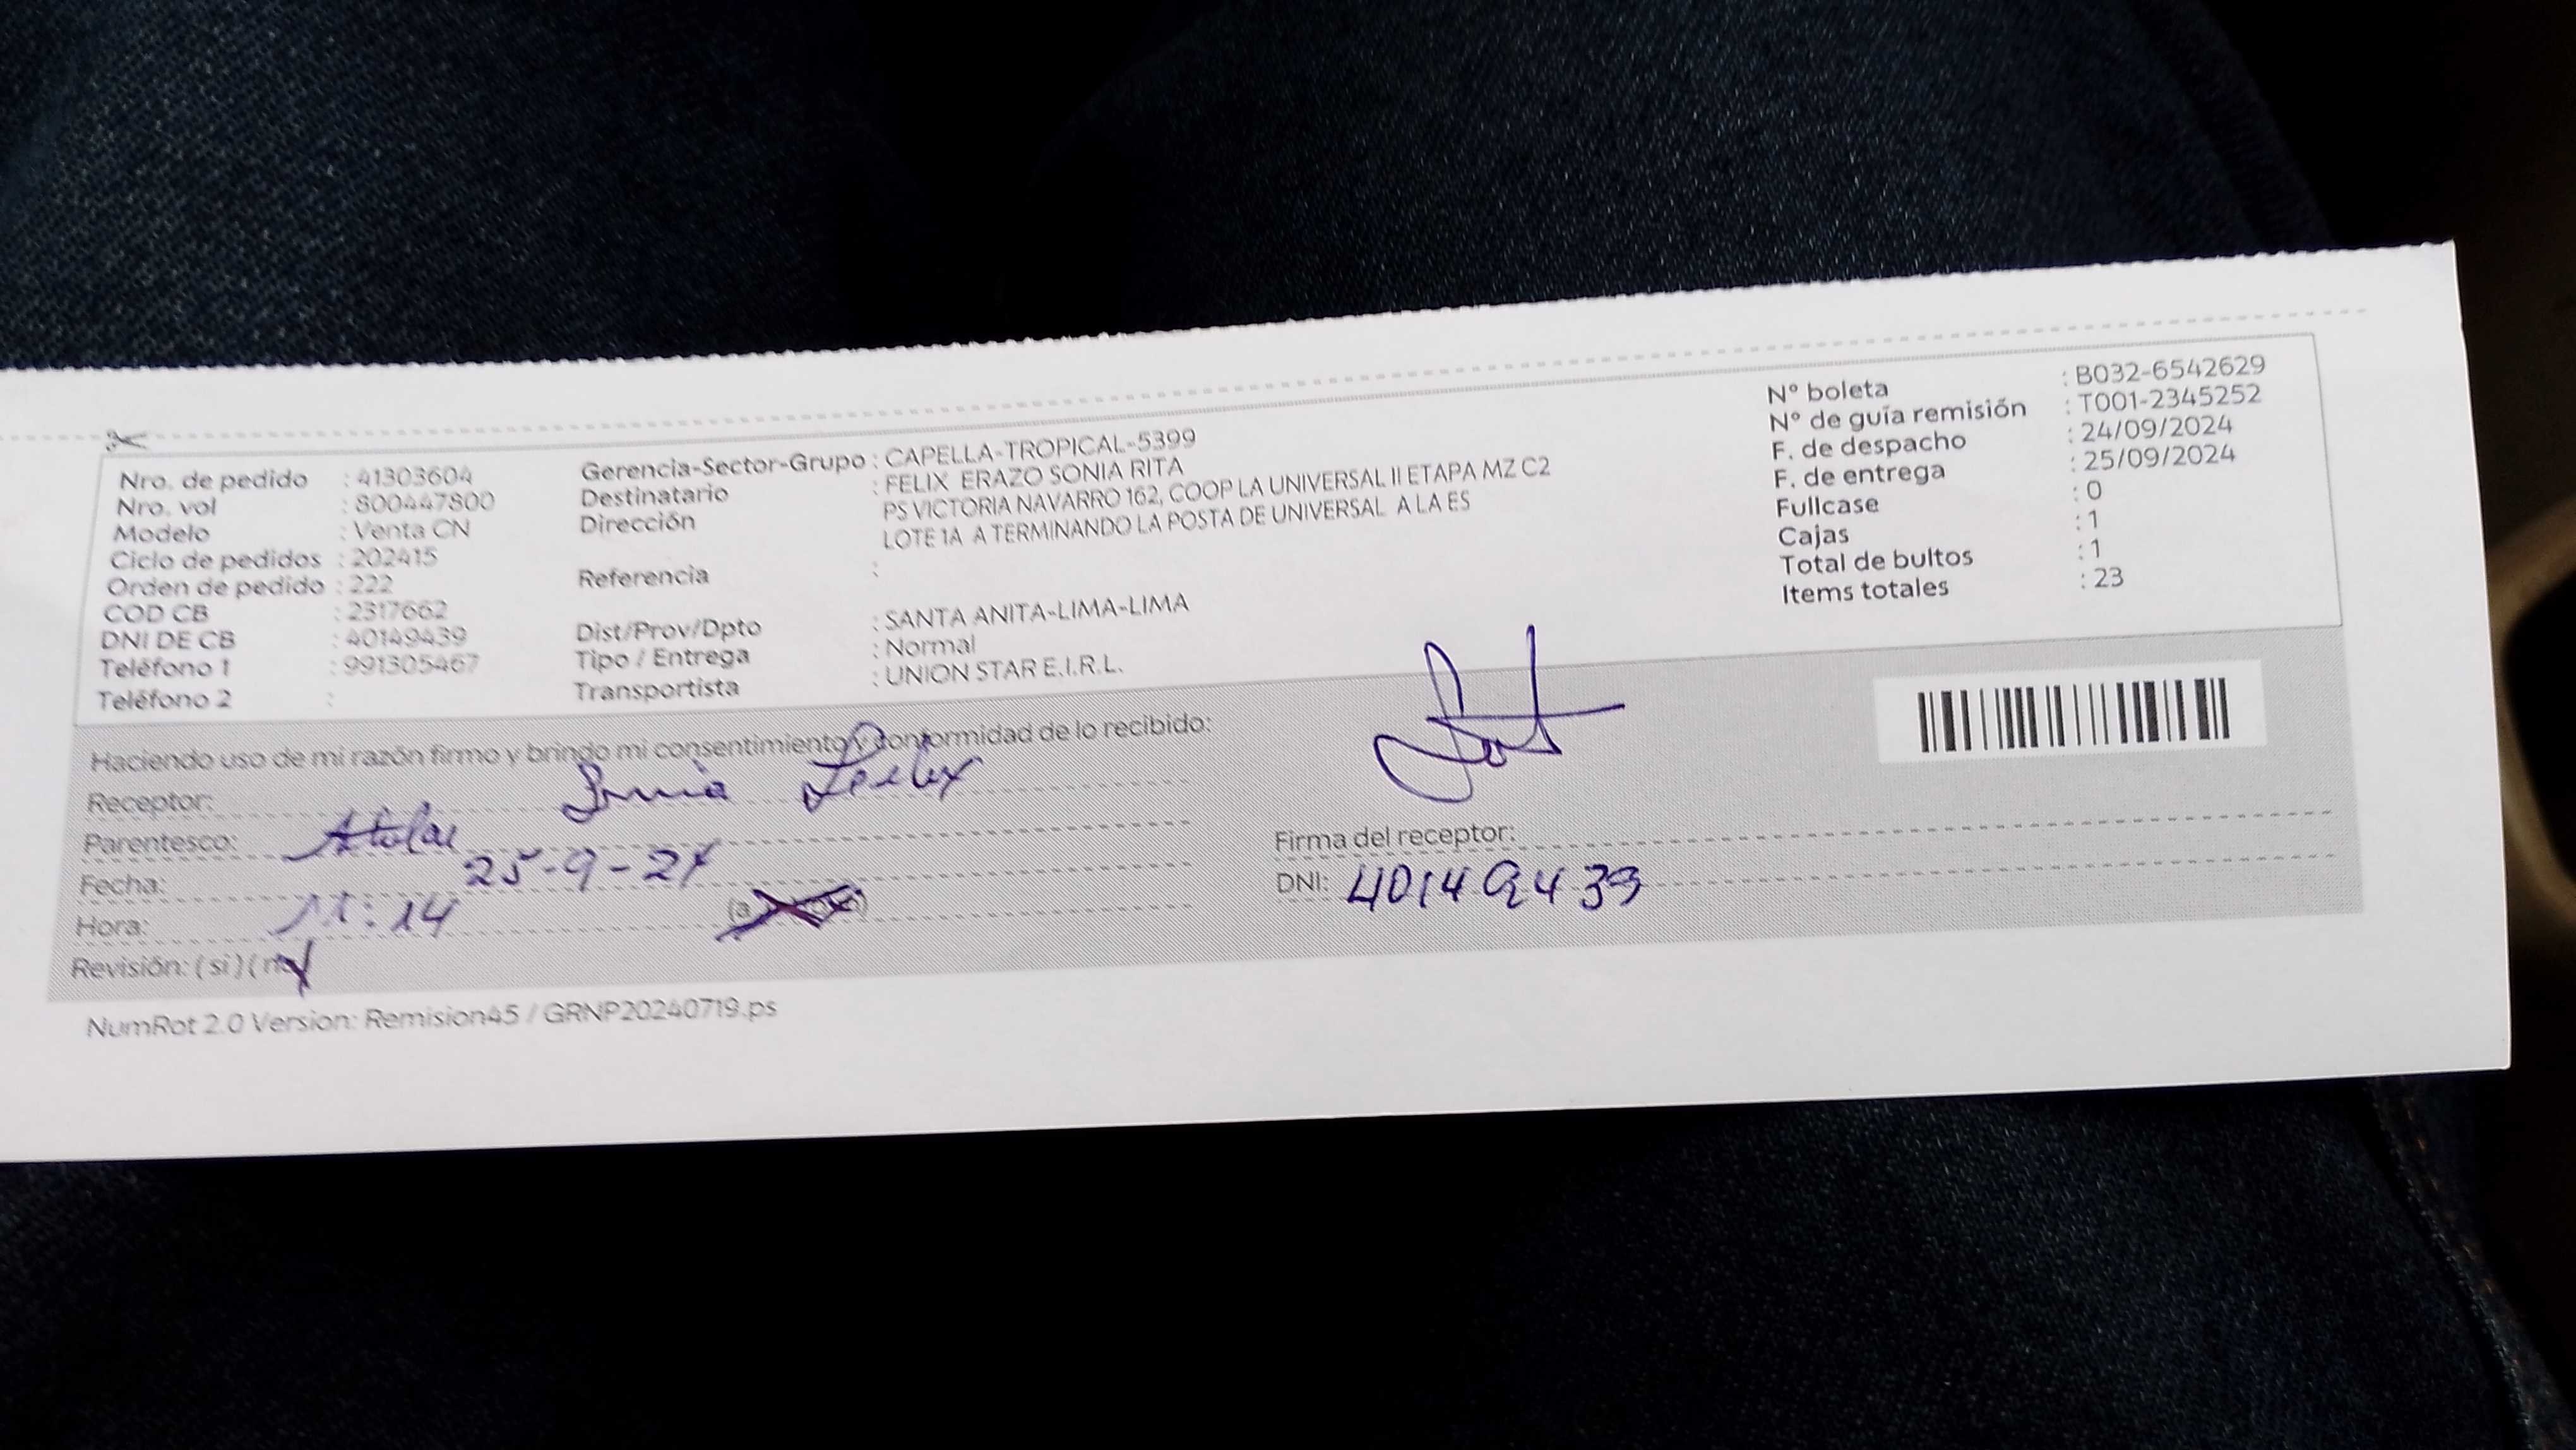 Nro. de pedido : 41303604
Nro. vol : 800447800
Modelo : Venta CN
Ciclo de pedidos : 202415
Orden de pedido : 222
COD CB : 2317662
DNI DE CB : 40149439
Teléfono 1 : 991305467
Teléfono 2 :
Gerencia-Sector-Grupo : CAPELLA-TROPICAL-5399
Destinatario : FELIX ERAZO SONIA RITA
Dirección : PS VICTORIA NAVARRO 162, COOP LA UNIVERSAL II ETAPA MZ C2
LOTE 1A A TERMINANDO LA POSTA DE UNIVERSAL A LA ES
Referencia :
Dist/Prov/Dpto : SANTA ANITA-LIMA-LIMA
Tipo / Entrega : Normal
Transportista : UNION STAR E.I.R.L.
N° boleta : B032-6542629
N° de guía remisión : T001-2345252
F. de despacho : 24/09/2024
F. de entrega : 25/09/2024
Fullcase : 0
Cajas : 1
Total de bultos : 1
Items totales : 23
Haciendo uso de mi razón firmo y brindo mi consentimiento y conformidad de lo recibido:
Receptor: Sonia Felix
Parentesco:
Fecha: 25-9-24
Hora: 11:14
Revisión: (si) (no)
Firma del receptor:
DNI: 40149439
NumRot 2.0 Version: Remision45 / GRNP20240719.ps